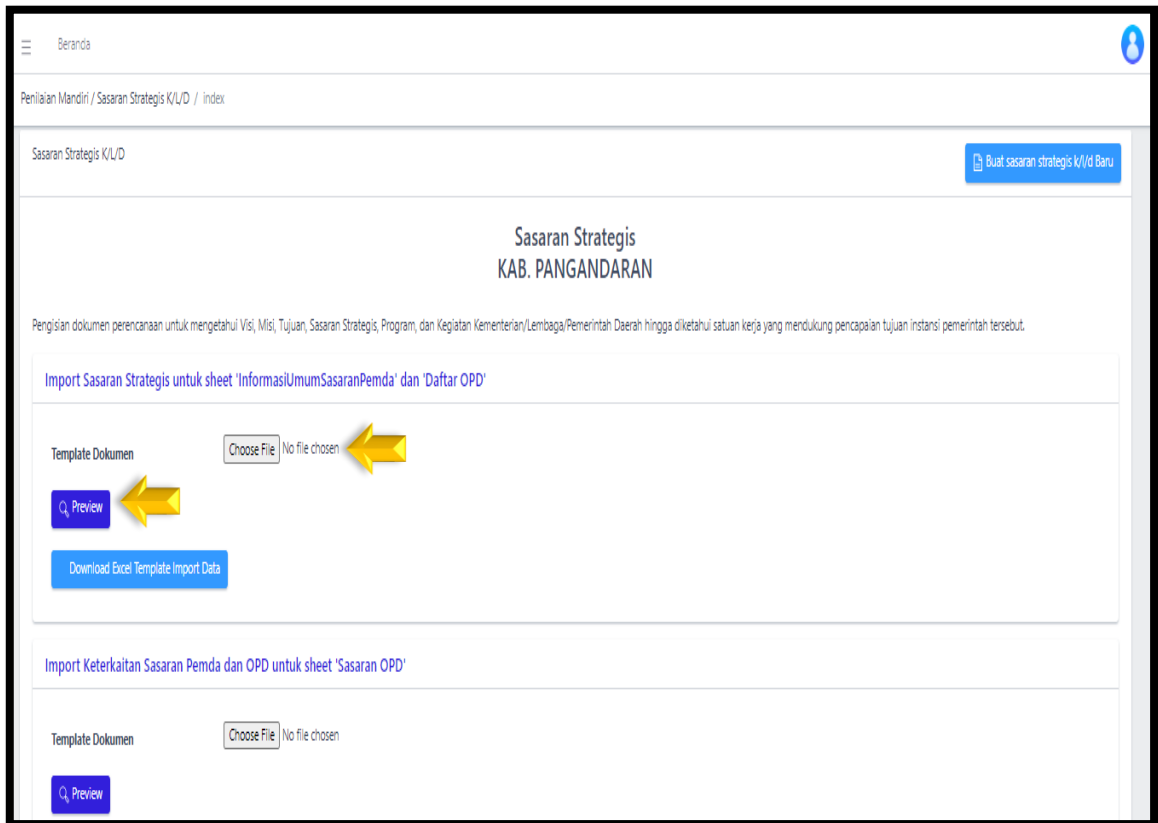 Beranda
Penilaian Mandiri / Sasaran Strategis K/L/D / index
Sasaran Strategis K/L/D
Buat sasaran strategis k/l/d Baru
Sasaran Strategis
KAB. PANGANDARAN
Pengisian dokumen perencanaan untuk mengetahui Visi, Misi, Tujuan, Sasaran Strategis, Program, dan Kegiatan Kementerian/Lembaga/Pemerintah Daerah hingga diketahui satuan kerja yang mendukung pencapaian tujuan instansi pemerintah tersebut.
Import Sasaran Strategis untuk sheet 'InformasiUmumSasaranPemda' dan 'Daftar OPD'
Template Dokumen Choose File No file chosen
Preview
Download Excel Template Import Data
Import Keterkaitan Sasaran Pemda dan OPD untuk sheet 'Sasaran OPD'
Template Dokumen Choose File No file chosen
Preview